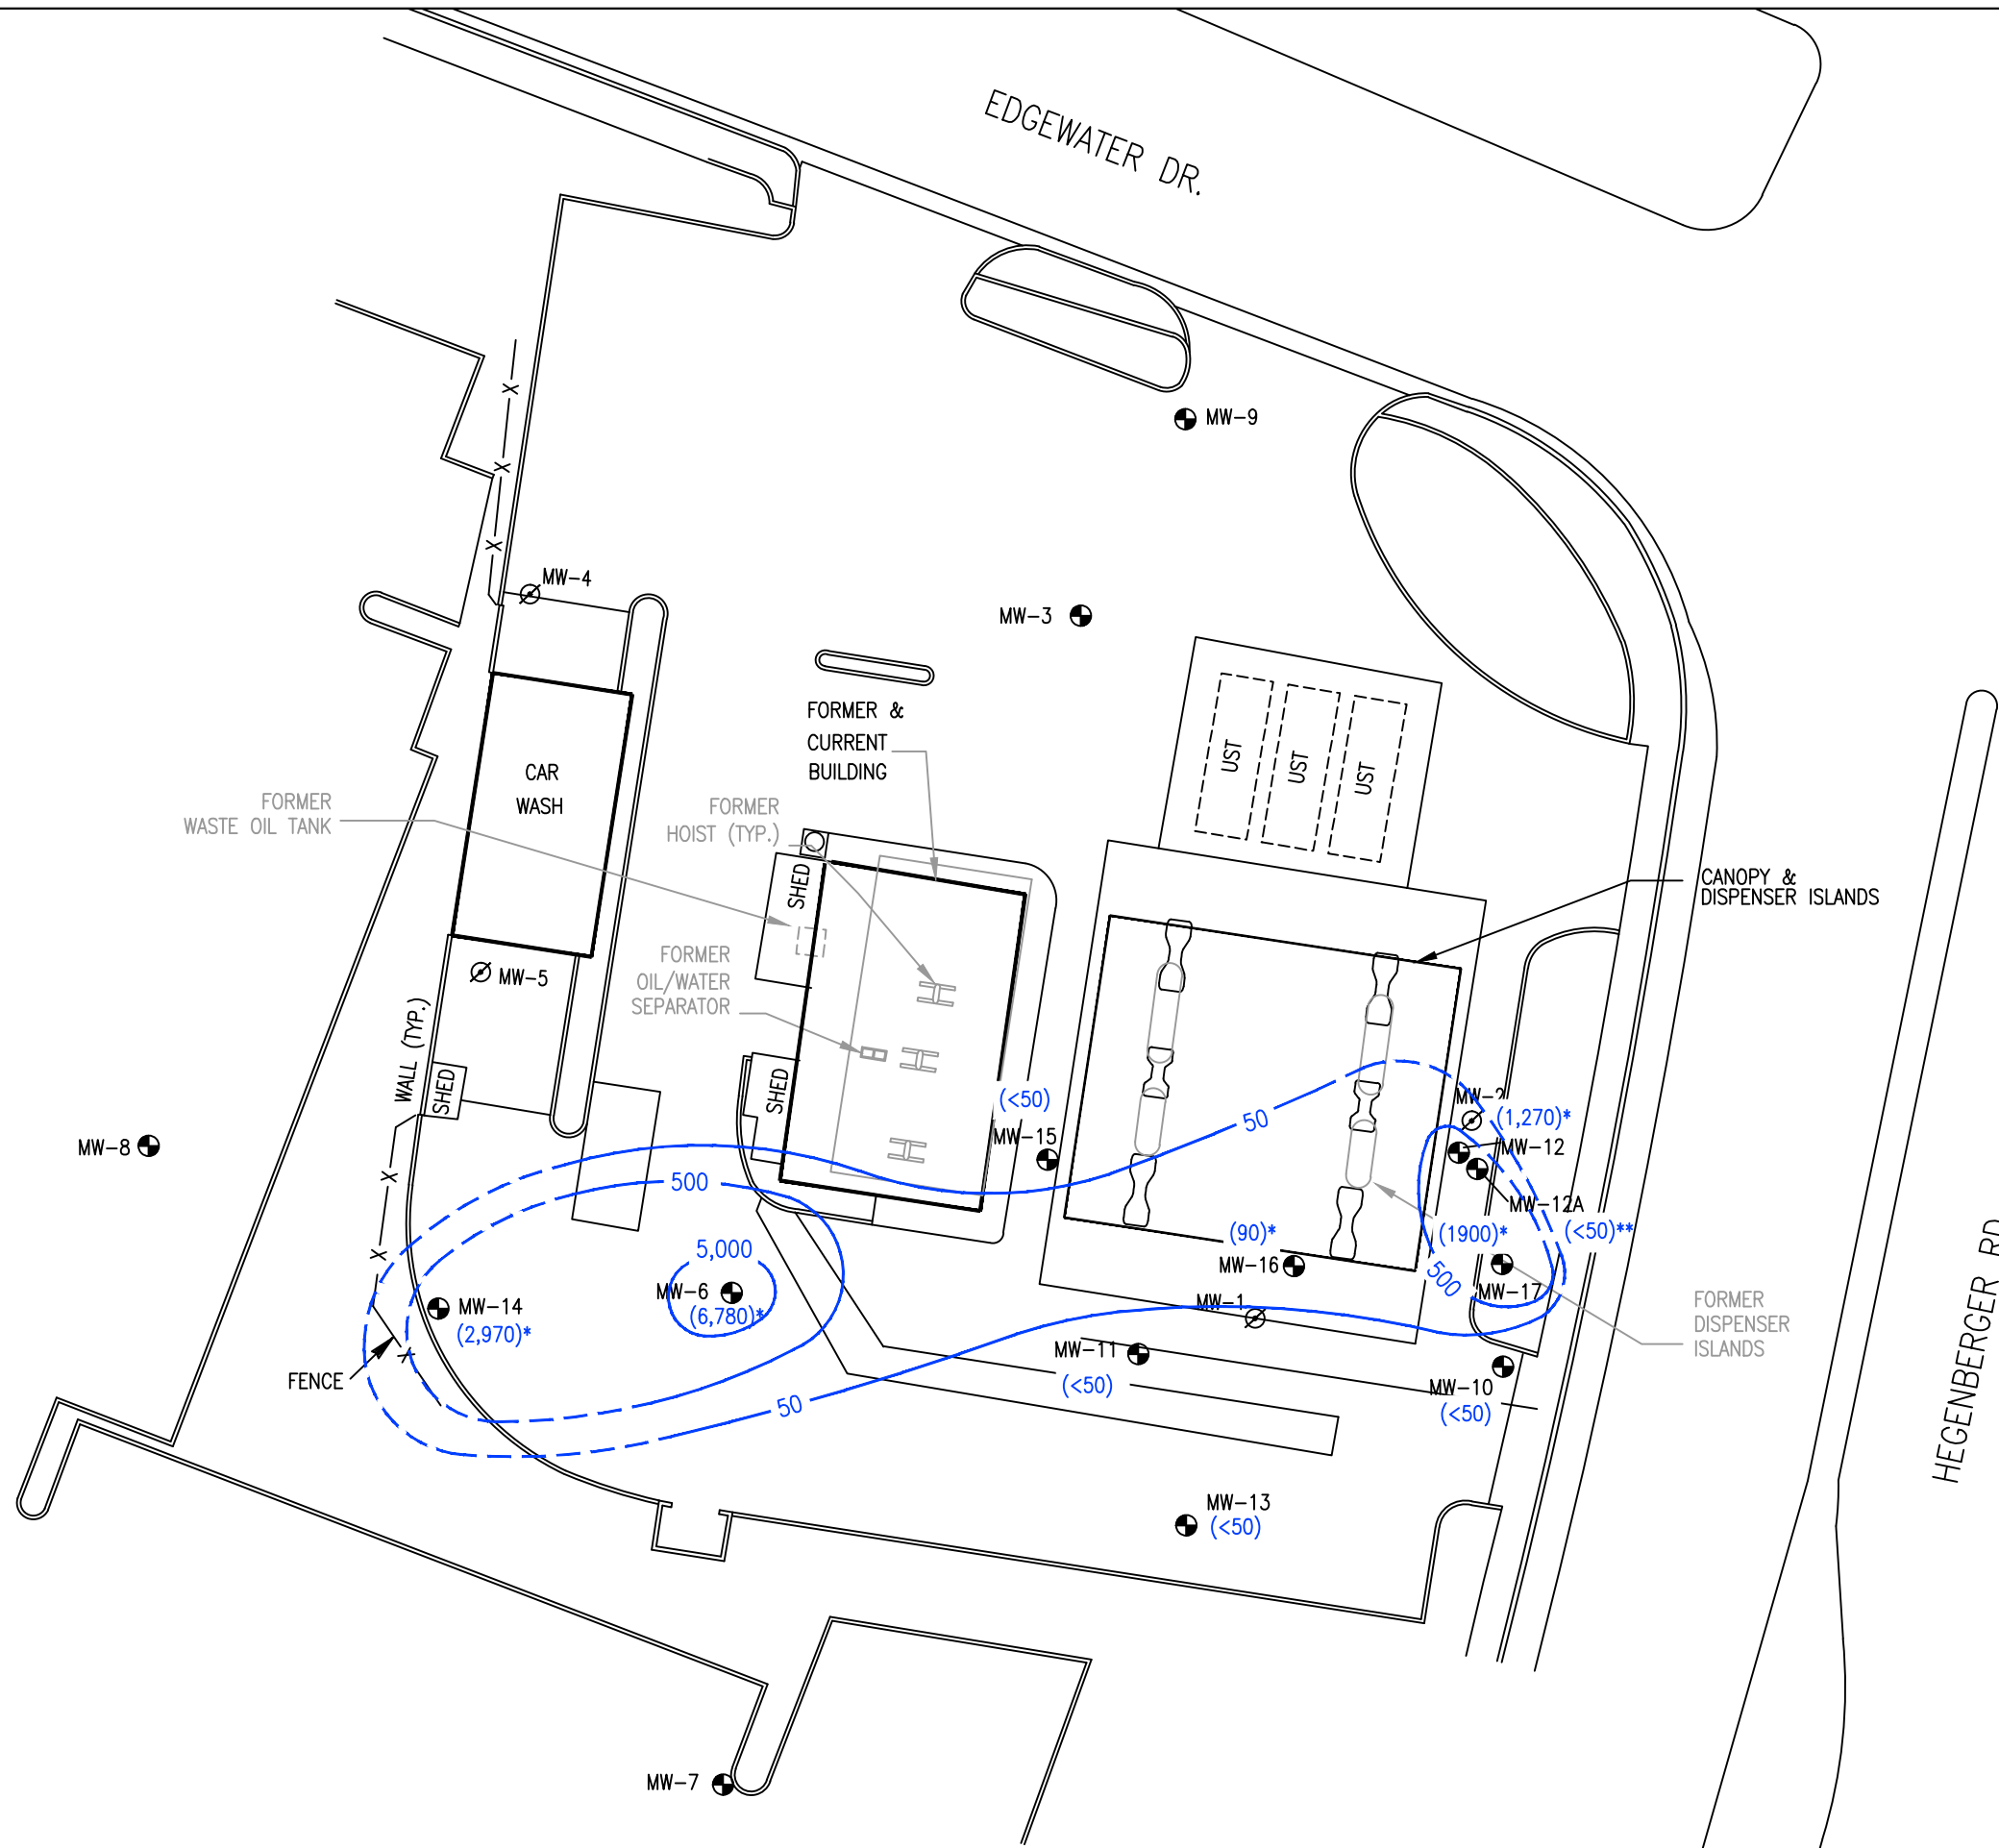 EDGEWATER DR.
MW-9
MW-4
MW-3
FORMER &
CURRENT
BUILDING
UST
UST
UST
CAR
WASH
FORMER
WASTE OIL TANK
FORMER
HOIST (TYP.)
SHED
CANOPY &
DISPENSER ISLANDS
FORMER
OIL/WATER
SEPARATOR
MW-5
WALL (TYP.)
SHED
SHED
X
X
X
X
X
X
(<50)
MW-15
50
MW-2
(1,270)*
MW-12
MW-12A
(<50)**
MW-8
500
(90)*
MW-16
(1900)*
500
MW-17
5,000
MW-6
(6,780)*
MW-14
(2,970)*
MW-1
FORMER
DISPENSER
ISLANDS
HEGENBERGER RD
FENCE
MW-11
(<50)
MW-10
(<50)
50
MW-13
(<50)
MW-7